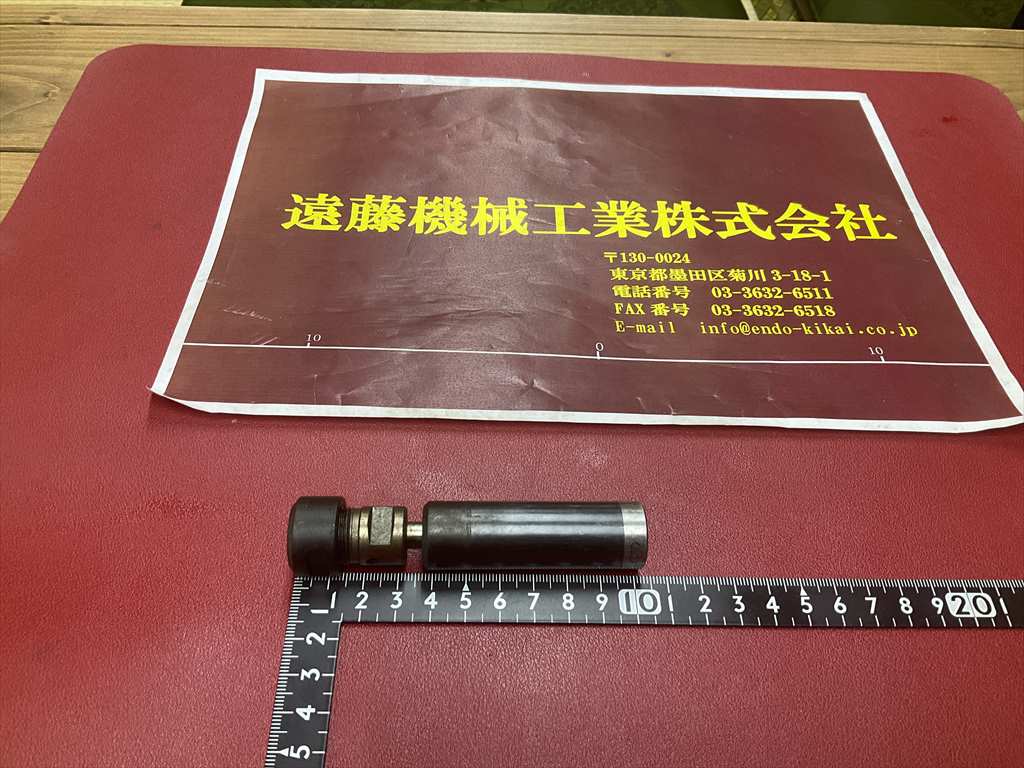 遠藤機械工業株式会社
〒130-0024
東京都墨田区菊川 3-18-1
電話番号 03-3632-6511
FAX 番号 03-3632-6518
E-mail info@endo-kikai.co.jp
10 0 10
1 2 3 4 5 6 7 8 9 10 1 2 3 4 5 6 7 8 9 20 1
2
3
4
5